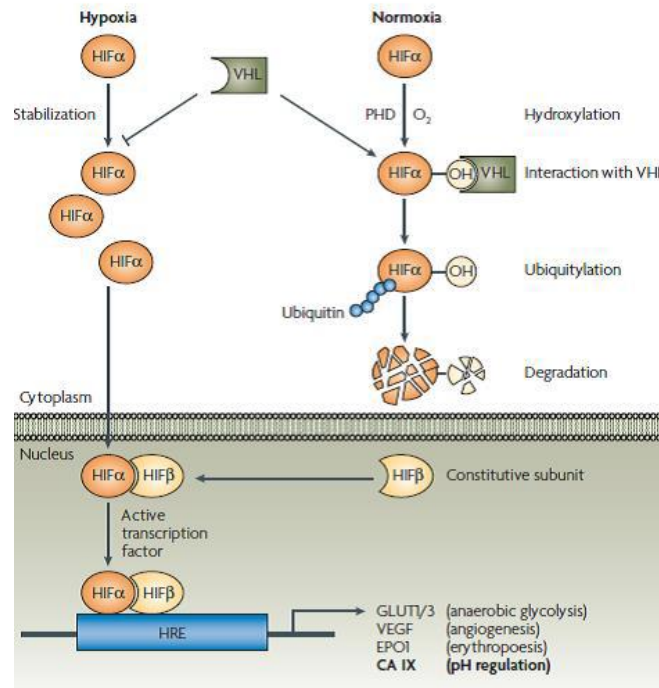 Hypoxia
Normoxia
HIFα
VHL
HIFα
Stabilization
PHD O₂
Hydroxylation
HIFα
HIFα OH VHL
Interaction with VH
HIFα
HIFα
HIFα OH
Ubiquitylation
Ubiquitin
Degradation
Cytoplasm
Nucleus
HIFα HIFβ
HIFβ
Constitutive subunit
Active
transcription
factor
HIFα HIFβ
HRE
GLUT1/3 (anaerobic glycolysis)
VEGF (angiogenesis)
EPO1 (erythropoesis)
CA IX (pH regulation)